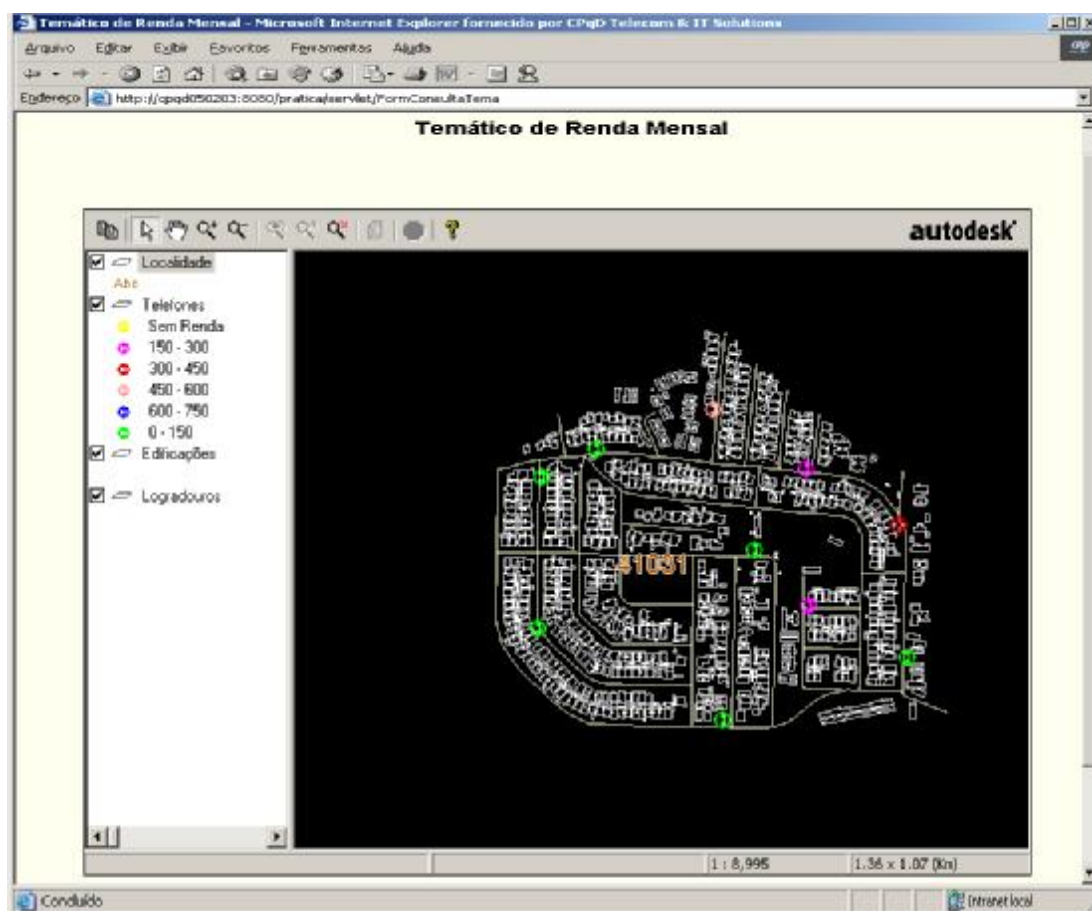 Temático de Renda Mensal - Microsoft Internet Explorer fornecido por CPqD Telecom & IT Solutions
Arquivo Editar Exibir Favoritos Ferramentas Ajuda
Endereço http://cpqd050203:8080/pratica/servlet/FormConsultaTema
Temático de Renda Mensal
autodesk
Localidade
Abc
Telefones
Sem Renda
150 - 300
300 - 450
450 - 600
600 - 750
0 - 150
Edificações
Logradouros
41031
1 : 8,995 1.36 x 1.07 (Km)
Concluído Intranet local